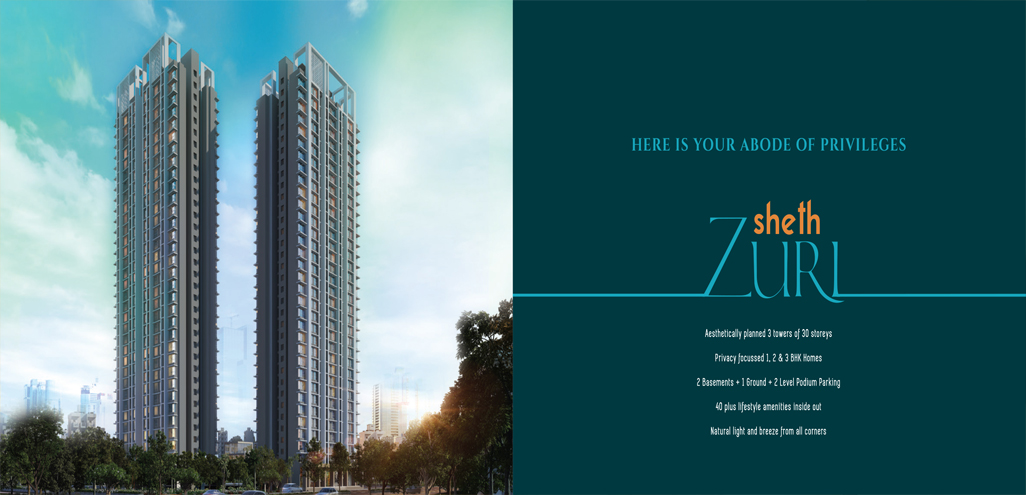 HERE IS YOUR ABODE OF PRIVILEGES
sheth
ZURI
Aesthetically planned 3 towers of 30 storeys
Privacy focussed 1, 2 & 3 BHK Homes
2 Basements + 1 Ground + 2 Level Podium Parking
40 plus lifestyle amenities inside out
Natural light and breeze from all corners